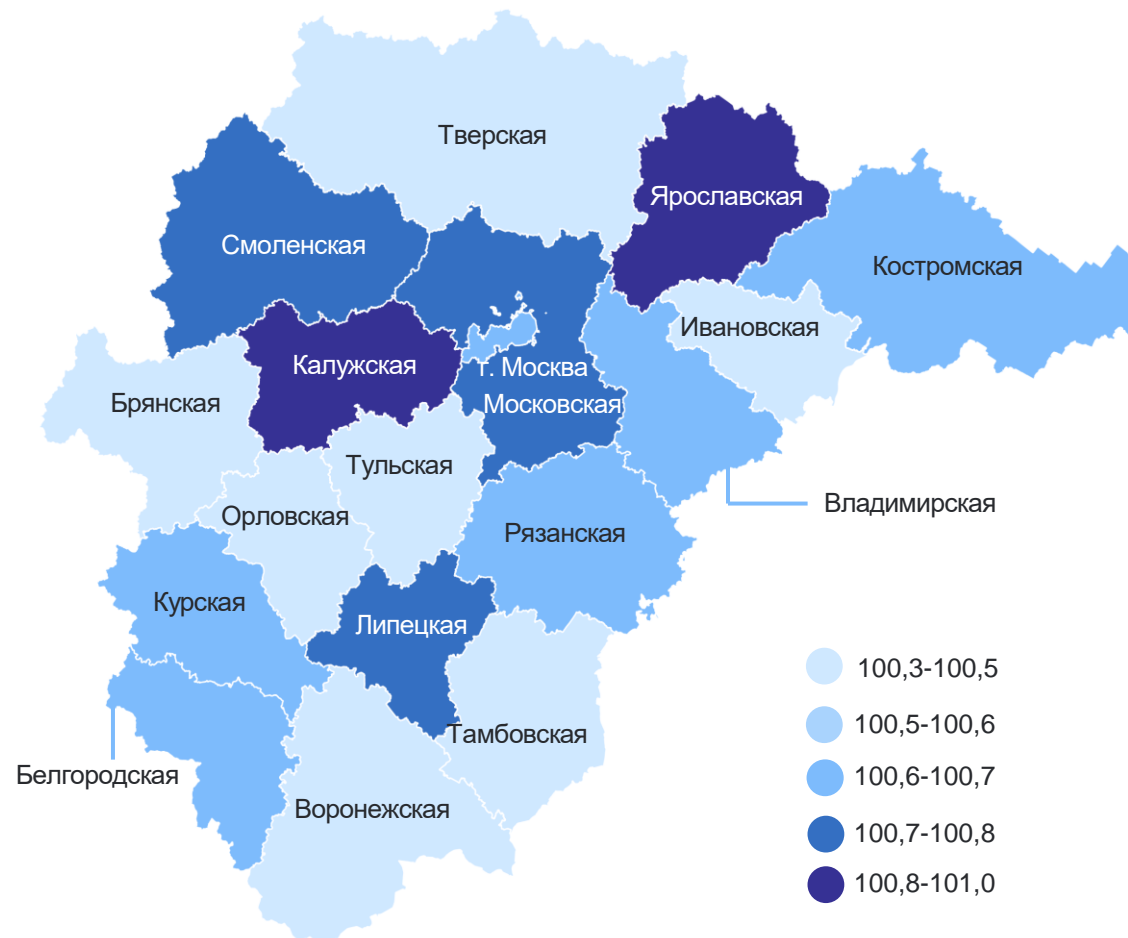 Тверская
Ярославская
Смоленская
Костромская
Ивановская
Калужская
г. Москва
Брянская
Московская
Тульская
Владимирская
Орловская
Рязанская
Курская
Липецкая
Тамбовская
Белгородская
Воронежская
100,3-100,5
100,5-100,6
100,6-100,7
100,7-100,8
100,8-101,0